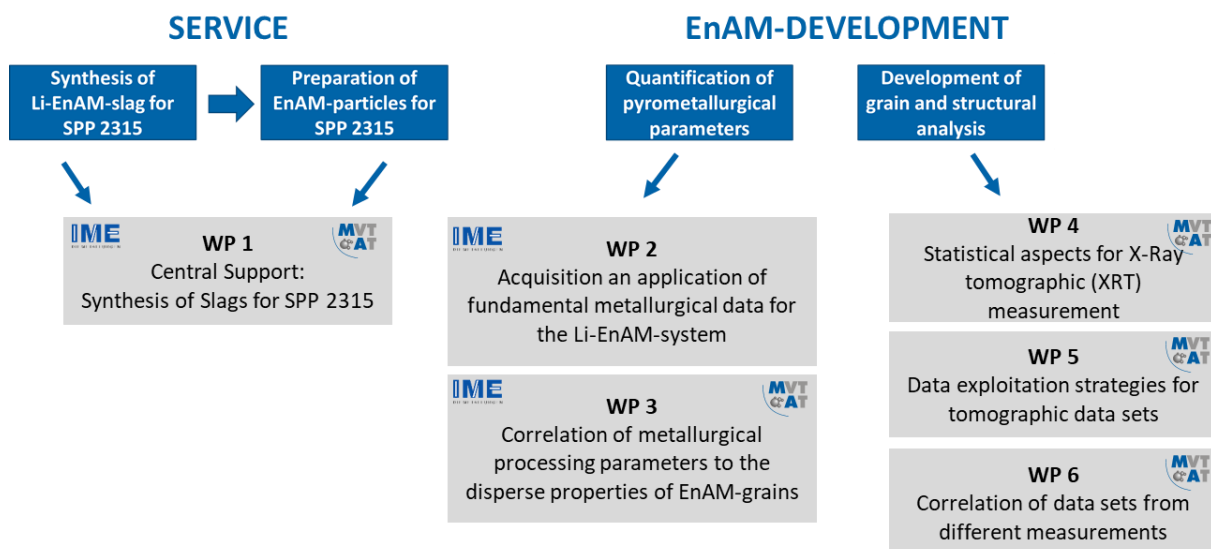 SERVICE
EnAM-DEVELOPMENT
Synthesis of
Li-EnAM-slag for
SPP 2315
Preparation of
EnAM-particles for
SPP 2315
Quantification of
pyrometallurgical
parameters
Development of
grain and structural
analysis
IME
MVT
AT
WP 1
Central Support:
Synthesis of Slags for SPP 2315
IME
WP 2
Acquisition an application of
fundamental metallurgical data for
the Li-EnAM-system
IME
MVT
AT
WP 3
Correlation of metallurgical
processing parameters to the
disperse properties of EnAM-grains
MVT
AT
WP 4
Statistical aspects for X-Ray
tomographic (XRT)
measurement
MVT
AT
WP 5
Data exploitation strategies for
tomographic data sets
MVT
AT
WP 6
Correlation of data sets from
different measurements